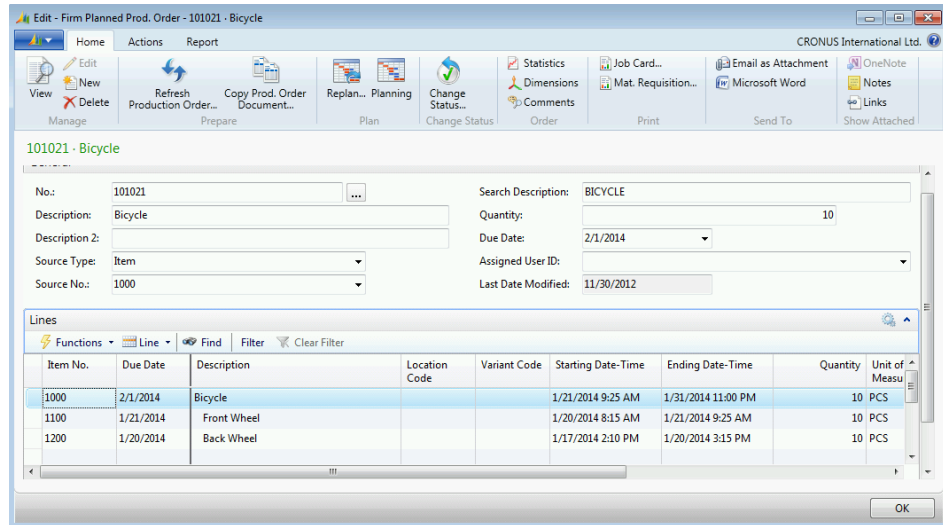 Edit - Firm Planned Prod. Order - 101021 · Bicycle
Home Actions Report CRONUS International Ltd.
View
Edit
New
Delete
Manage
Refresh Production Order...
Copy Prod. Order Document...
Prepare
Replan...
Planning
Plan
Change Status...
Change Status
Statistics
Dimensions
Comments
Order
Job Card...
Mat. Requisition...
Print
Email as Attachment
Microsoft Word
Send To
OneNote
Notes
Links
Show Attached
101021 · Bicycle
No.: 101021 ...
Description: Bicycle
Description 2:
Source Type: Item
Source No.: 1000
Search Description: BICYCLE
Quantity: 10
Due Date: 2/1/2014
Assigned User ID:
Last Date Modified: 11/30/2012
Lines
Functions Line Find Filter Clear Filter
Item No. Due Date Description Location Code Variant Code Starting Date-Time Ending Date-Time Quantity Unit of Measu
1000 2/1/2014 Bicycle 1/21/2014 9:25 AM 1/31/2014 11:00 PM 10 PCS
1100 1/21/2014 Front Wheel 1/20/2014 8:15 AM 1/21/2014 9:25 AM 10 PCS
1200 1/20/2014 Back Wheel 1/17/2014 2:10 PM 1/20/2014 3:15 PM 10 PCS
OK